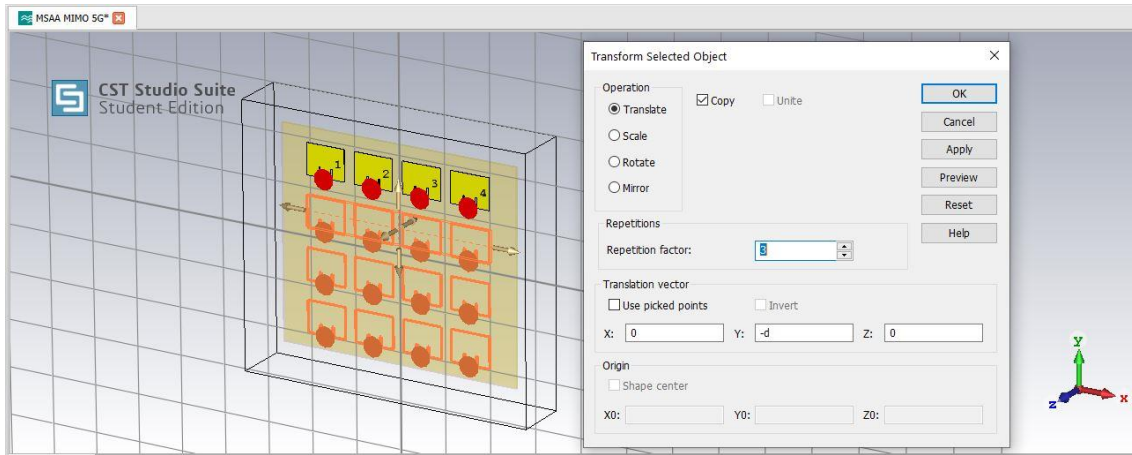 MSAA MIMO 5G*
CST Studio Suite
Student Edition
1
2
3
4
Transform Selected Object
Operation
Translate
Scale
Rotate
Mirror
Copy
Unite
OK
Cancel
Apply
Preview
Reset
Help
Repetitions
Repetition factor: 3
Translation vector
Use picked points
Invert
X: 0 Y: -d Z: 0
Origin
Shape center
X0: Y0: Z0:
y
z
x